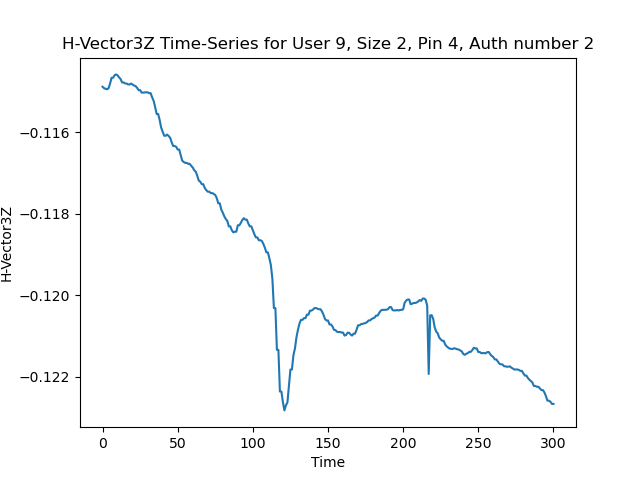 H-Vector3Z Time-Series for User 9, Size 2, Pin 4, Auth number 2
−0.116
−0.118
−0.120
−0.122
H-Vector3Z
0 50 100 150 200 250 300
Time